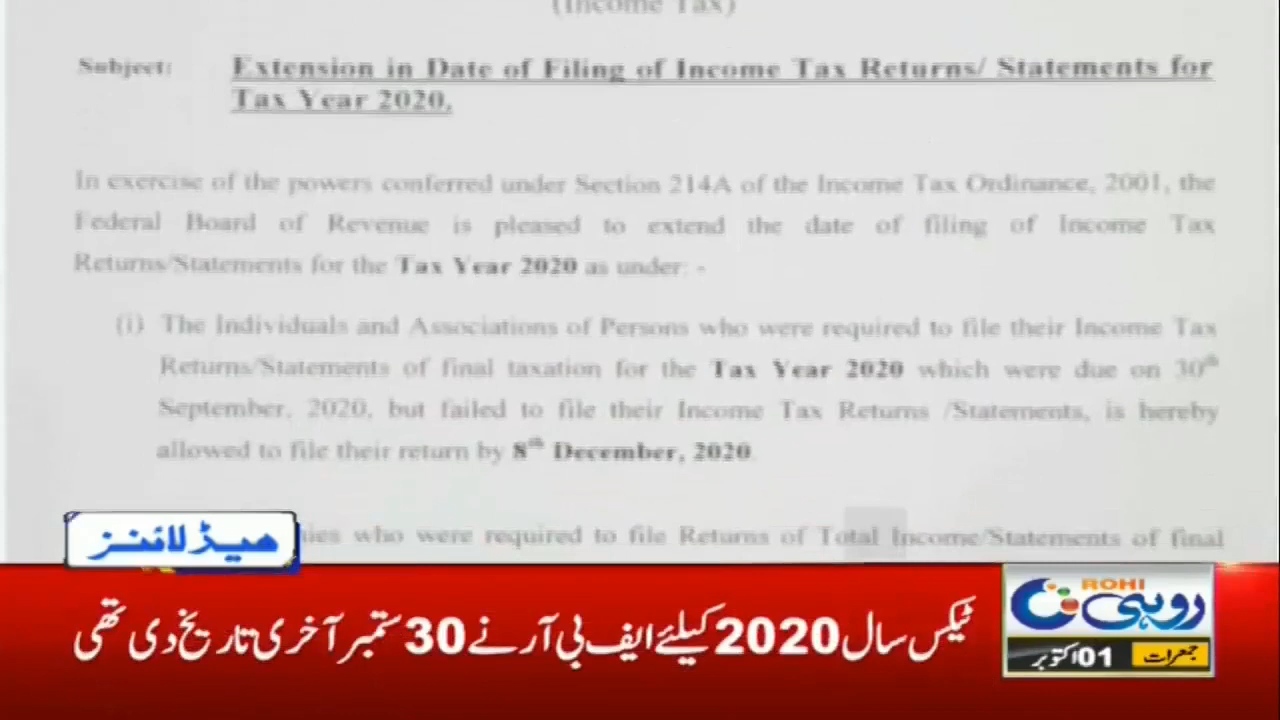 (Income Tax)
Subject: Extension in Date of Filing of Income Tax Returns/ Statements for
Tax Year 2020.
In exercise of the powers conferred under Section 214A of the Income Tax Ordinance, 2001, the
Federal Board of Revenue is pleased to extend the date of filing of Income Tax
Returns/Statements for the Tax Year 2020 as under: -
(i) The Individuals and Associations of Persons who were required to file their Income Tax
Returns/Statements of final taxation for the Tax Year 2020 which were due on 30th
September, 2020, but failed to file their Income Tax Returns /Statements, is hereby
allowed to file their return by 8th December, 2020
who were required to file Returns of Total Income/Statements of final
ہیڈ لائنز
ٹیکس سال 2020 کیلئے ایف بی آر نے 30 ستمبر آخری تاریخ دی تھی
ROHI
روہی
جمعرات 01 اکتوبر